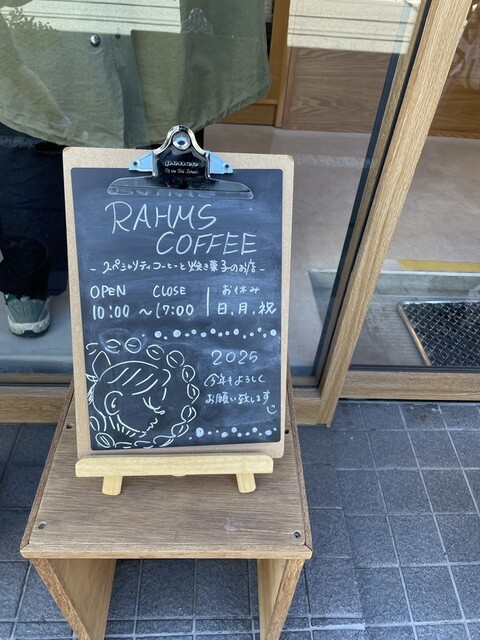 RAHMS
COFFEE
- スペシャリティコーヒーと焼き菓子のお店 -
OPEN CLOSE お休み
10:00 ~ 17:00 日、月、祝
2025
今年もよろしく
お願い致します